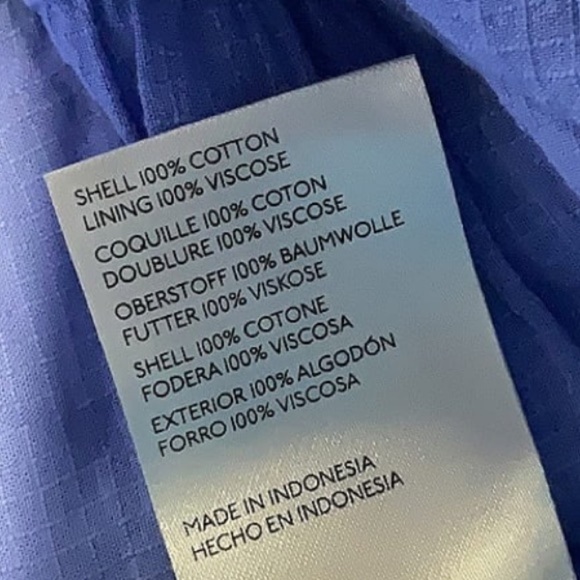 SHELL 100% COTTON
LINING 100% VISCOSE
COQUILLE 100% COTON
DOUBLURE 100% VISCOSE
OBERSTOFF 100% BAUMWOLLE
FUTTER 100% VISKOSE
SHELL 100% COTONE
FODERA 100% VISCOSA
EXTERIOR 100% ALGODÓN
FORRO 100% VISCOSA
MADE IN INDONESIA
HECHO EN INDONESIA